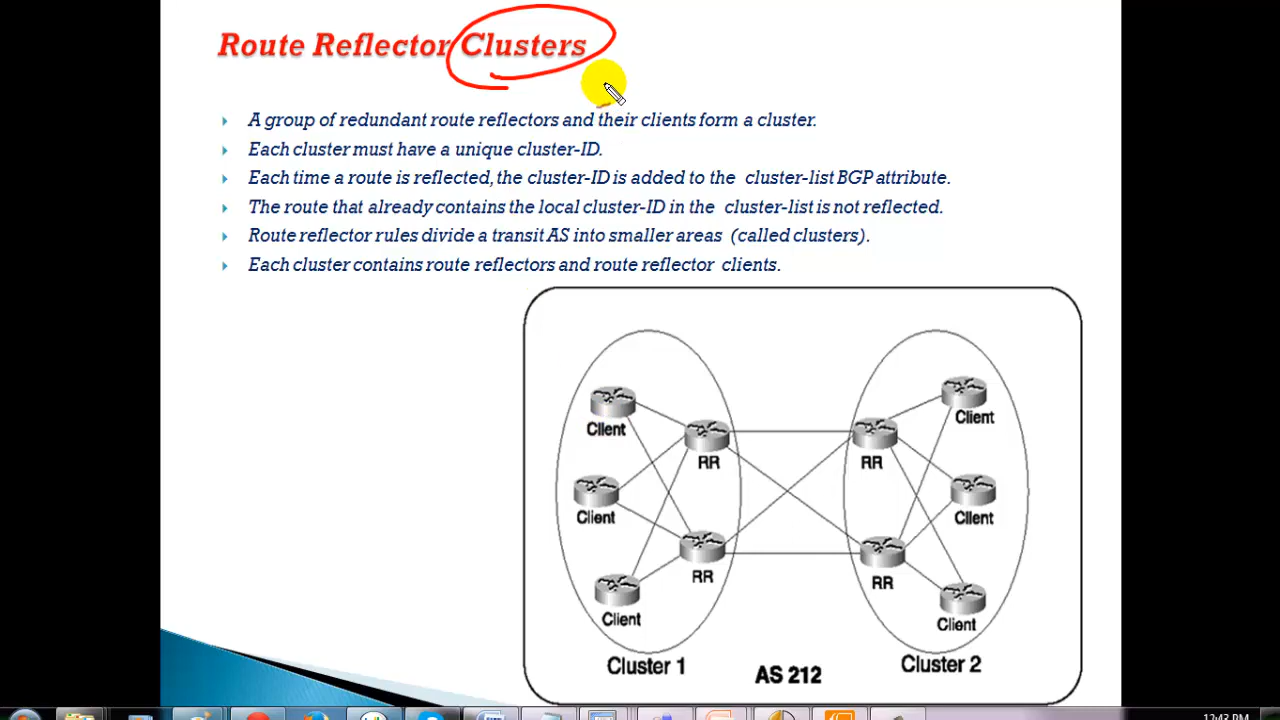 Route Reflector Clusters
A group of redundant route reflectors and their clients form a cluster.
Each cluster must have a unique cluster-ID.
Each time a route is reflected, the cluster-ID is added to the cluster-list BGP attribute.
The route that already contains the local cluster-ID in the cluster-list is not reflected.
Route reflector rules divide a transit AS into smaller areas (called clusters).
Each cluster contains route reflectors and route reflector clients.
Client
Client
RR
RR
Client
Client
RR
RR
Client
Client
Cluster 1
AS 212
Cluster 2
12:43 PM